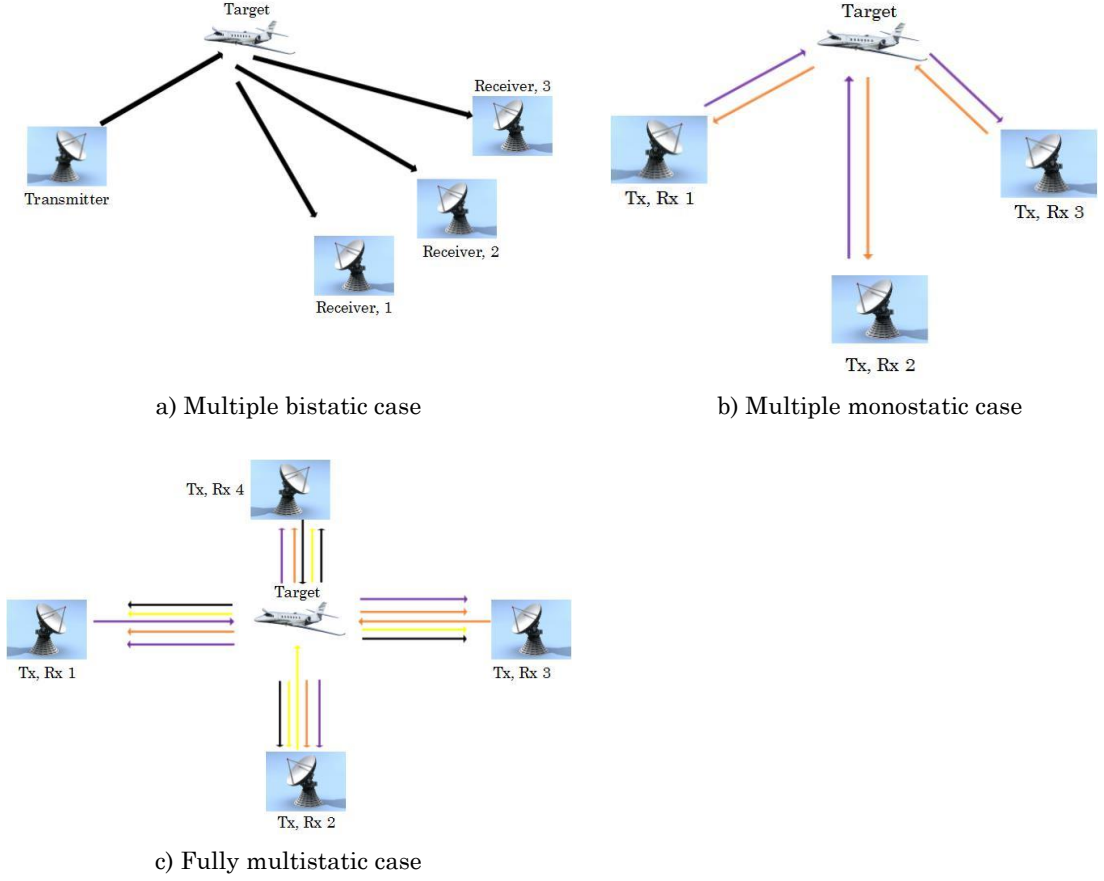 Target
Receiver, 3
Transmitter
Receiver, 2
Receiver, 1
a) Multiple bistatic case
Target
Tx, Rx 1
Tx, Rx 3
Tx, Rx 2
b) Multiple monostatic case
Tx, Rx 4
Target
Tx, Rx 1
Tx, Rx 3
Tx, Rx 2
c) Fully multistatic case